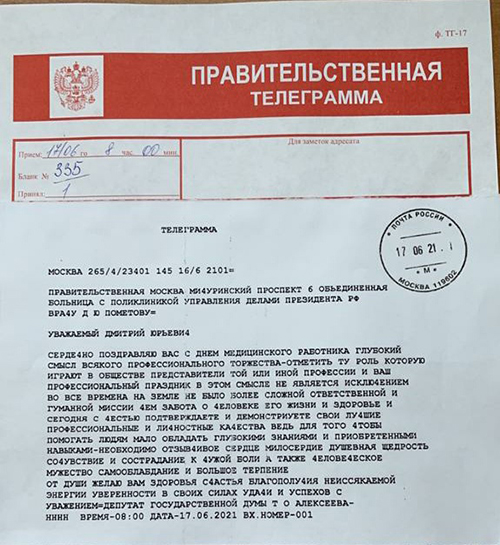 ф. ТГ-17
ПРАВИТЕЛЬСТВЕННАЯ
ТЕЛЕГРАММА
Прием: 17/06 го 8 час. 00 мин.
Для заметок адресата
Бланк № 335
Принял: 1
ТЕЛЕГРАММА
ПОЧТА РОССИИ
17 06 21
* М *
МОСКВА 119602
МОСКВА 265/4/23401 145 16/6 2101=
ПРАВИТЕЛЬСТВЕННАЯ МОСКВА МИ4УРИНСКИЙ ПРОСПЕКТ 6 ОБЪЕДИНЕННАЯ
БОЛЬНИЦА С ПОЛИКЛИНИКОЙ УПРАВЛЕНИЯ ДЕЛАМИ ПРЕЗИДЕНТА РФ
ВРА4У Д Ю ПОМЕТОВУ=
УВАЖАЕМЫЙ ДМИТРИЙ ЮРЬЕВИ4
СЕРДЕ4НО ПОЗДРАВЛЯЮ ВАС С ДНЕМ МЕДИЦИНСКОГО РАБОТНИКА ГЛУБОКИЙ
СМЫСЛ ВСЯКОГО ПРОФЕССИОНАЛЬНОГО ТОРЖЕСТВА-ОТМЕТИТЬ ТУ РОЛЬ КОТОРУЮ
ИГРАЮТ В ОБЩЕСТВЕ ПРЕДСТАВИТЕЛИ ТОЙ ИЛИ ИНОЙ ПРОФЕССИИ И ВАШ
ПРОФЕССИОНАЛЬНЫЙ ПРАЗДНИК В ЭТОМ СМЫСЛЕ НЕ ЯВЛЯЕТСЯ ИСКЛЮ4ЕНИЕМ
ВО ВСЕ ВРЕМЕНА НА ЗЕМЛЕ НЕ БЫЛО БОЛЕЕ СЛОЖНОЙ ОТВЕТСТВЕННОЙ И
ГУМАННОЙ МИССИИ 4ЕМ ЗАБОТА О 4ЕЛОВЕКЕ ЕГО ЖИЗНИ И ЗДОРОВЬЕ И
СЕГОДНЯ С 4ЕСТЬЮ ПОДТВЕРЖДАЕТЕ И ДЕМОНСТРИУЕТЕ СВОИ ЛУ4ШИЕ
ПРОФЕССИОНАЛЬНЫЕ И ЛИ4НОСТНЫЕ КА4ЕСТВА ВЕДЬ ДЛЯ ТОГО 4ТОБЫ
ПОМОГАТЬ ЛЮДЯМ МАЛО ОБЛАДАТЬ ГЛУБОКИМИ ЗНАНИЯМИ И ПРИОБРЕТЕННЫМИ
НАВЫКАМИ-НЕОБХОДИМО ОТЗЫВ4ИВОЕ СЕРДЦЕ МИЛОСЕРДИЕ ДУШЕВНАЯ ЩЕДРОСТЬ
СО4УВСТВИЕ И СОСТРАДАНИЕ К 4УЖОЙ БОЛИ А ТАКЖЕ 4ЕЛОВЕ4ЕСКОЕ
МУЖЕСТВО САМООБЛАБДАНИЕ И БОЛЬШОЕ ТЕРПЕНИЕ
ОТ ДУШИ ЖЕЛАЮ ВАМ ЗДОРОВЬЯ С4АСТЬЯ БЛАГОПОЛУ4ИЯ НЕИССЯКАЕМОЙ
ЭНЕРГИИ УВЕРЕННОСТИ В СВОИХ СИЛАХ УДА4И И УСПЕХОВ С
УВАЖЕНИЕМ=ДЕПУТАТ ГОСУДАРСТВЕННОЙ ДУМЫ Т О АЛЕКСЕЕВА-
НННН ВРЕМЯ-08:00 ДАТА-17.06.2021 ВХ.НОМЕР-001